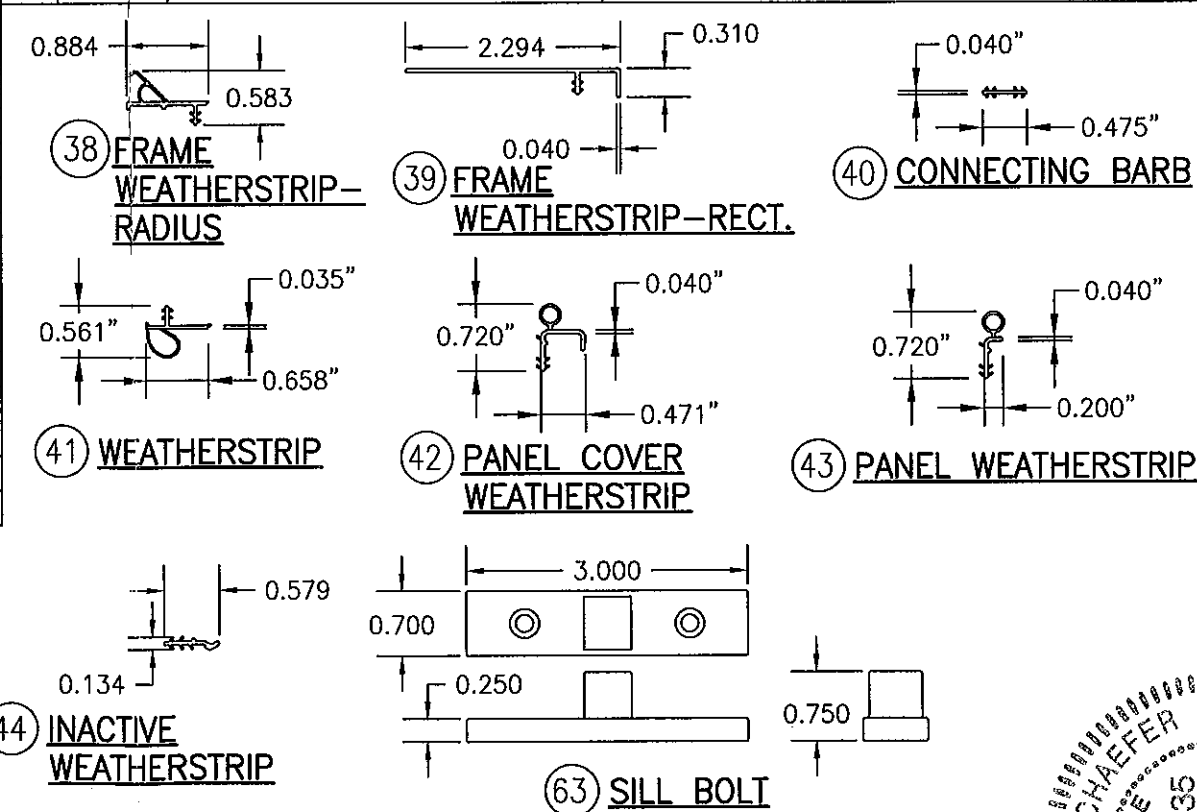 0.884
0.583
38 FRAME
WEATHERSTRIP-
RADIUS
2.294
0.310
0.040
39 FRAME
WEATHERSTRIP-RECT.
0.040"
0.475"
40 CONNECTING BARB
0.561"
0.035"
0.658"
41 WEATHERSTRIP
0.720"
0.040"
0.471"
42 PANEL COVER
WEATHERSTRIP
0.720"
0.040"
0.200"
43 PANEL WEATHERSTRIP
0.579
0.134
44 INACTIVE
WEATHERSTRIP
3.000
0.700
0.250
0.750
63 SILL BOLT